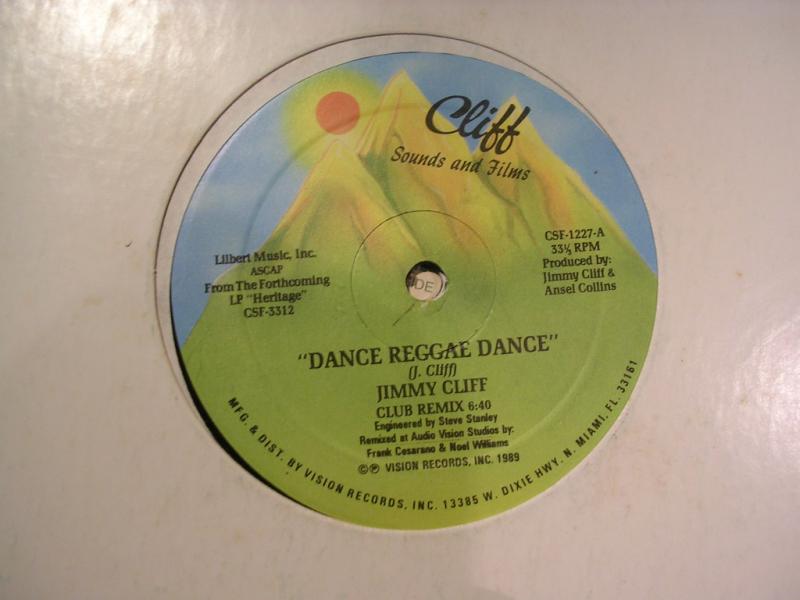 Cliff
Sounds and Films
Lilbert Music, Inc.
ASCAP
From The Forthcoming
LP "Heritage"
CSF-3312
CSF-1227-A
33⅓ RPM
Produced by:
Jimmy Cliff &
Ansel Collins
DE
"DANCE REGGAE DANCE"
(J. Cliff)
JIMMY CLIFF
CLUB REMIX 6:40
Engineered by Steve Stanley
Remixed at Audio Vision Studios by:
Frank Cesarano & Noel Williams
©℗ VISION RECORDS, INC. 1989
MFG. & DIST. BY VISION RECORDS, INC. 13385 W. DIXIE HWY. N. MIAMI, FL. 33161